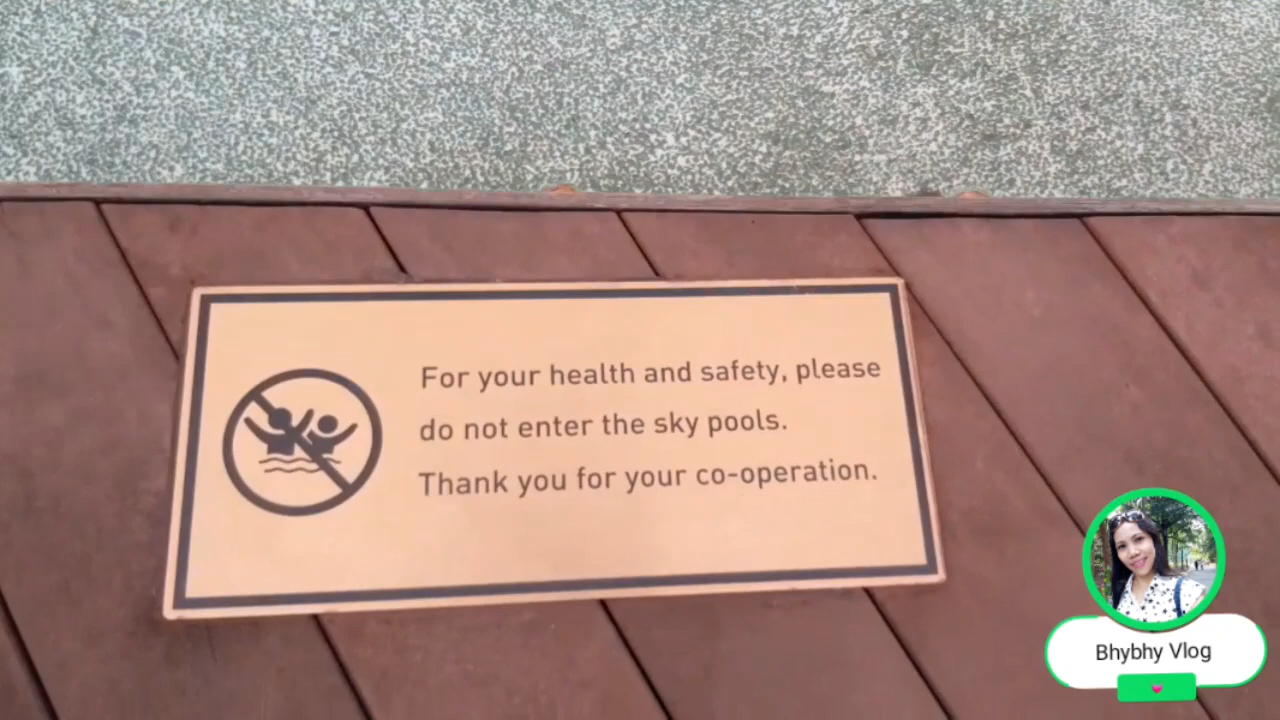 For your health and safety, please
do not enter the sky pools.
Thank you for your co-operation.
Bhybhy Vlog